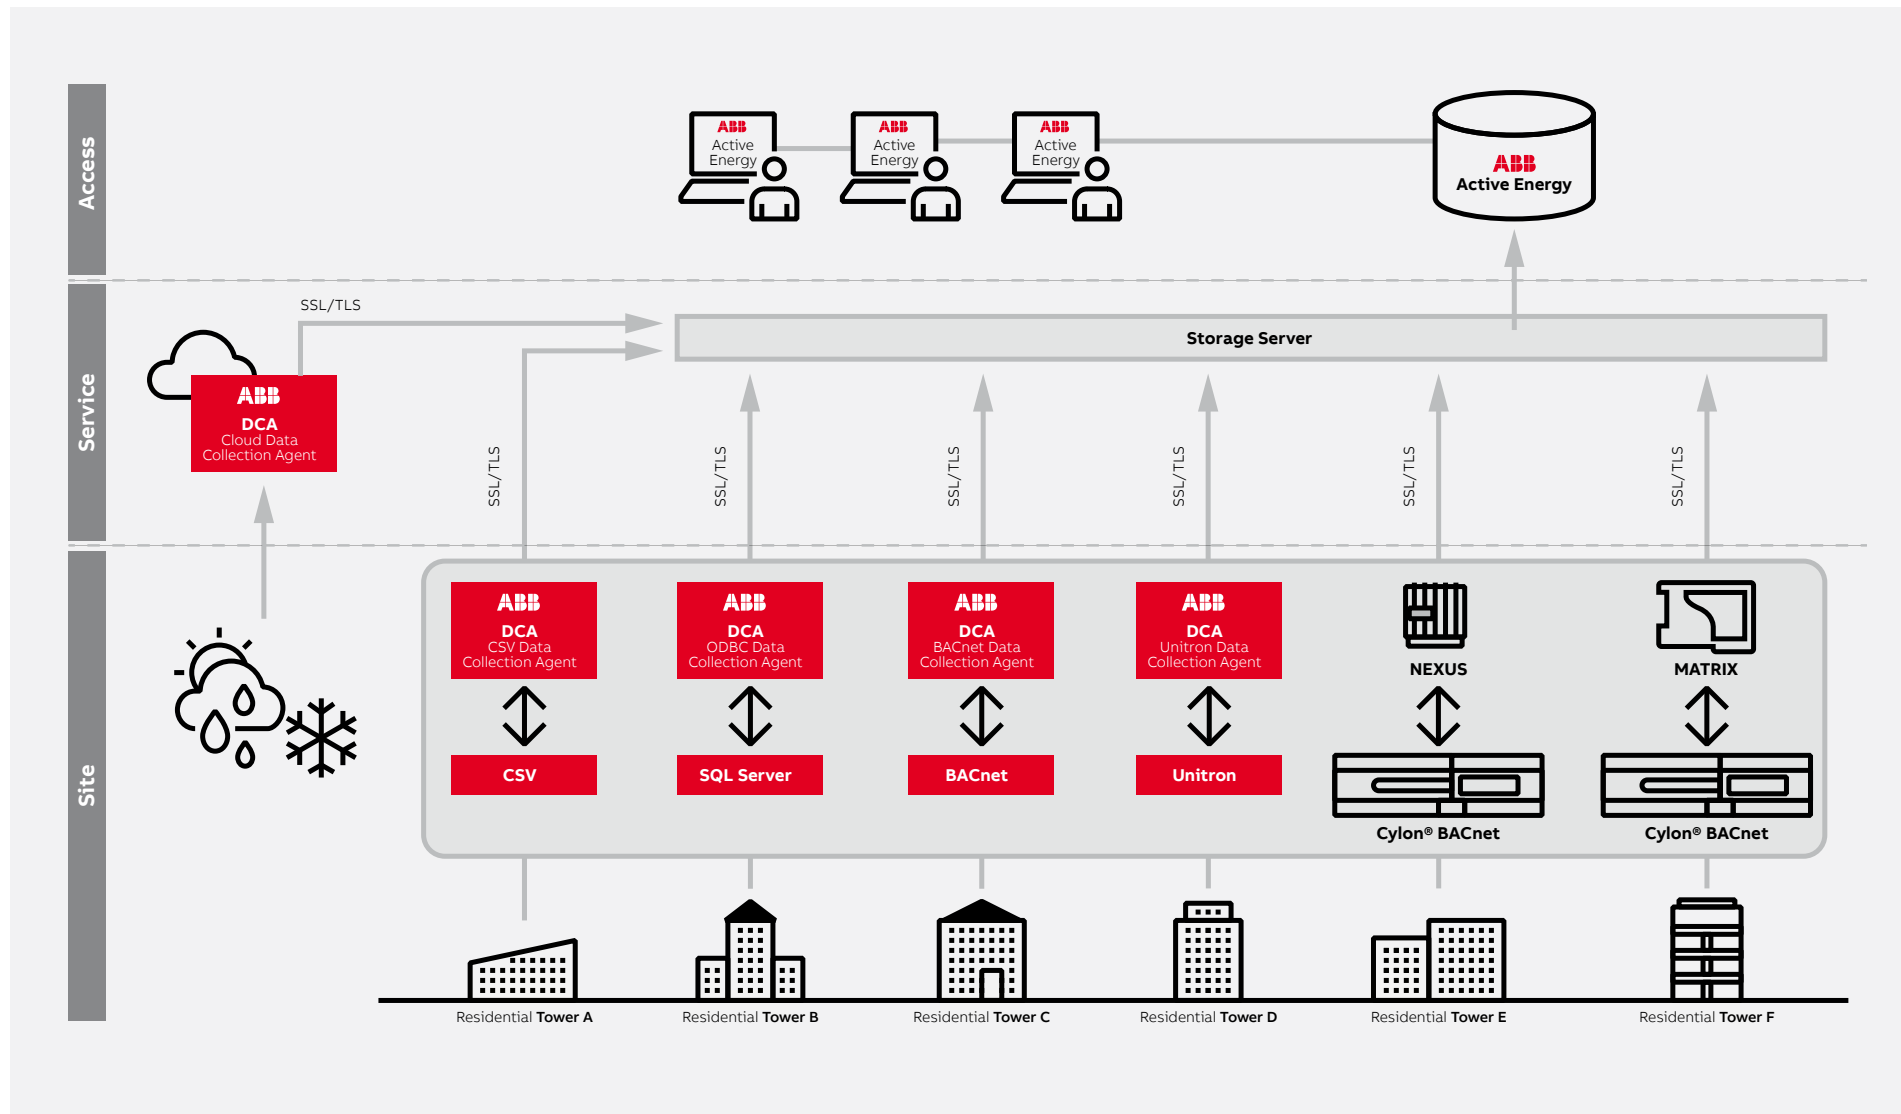 Access
ABB
Active
Energy
ABB
Active
Energy
ABB
Active
Energy
ABB
Active Energy
Service
SSL/TLS
Storage Server
ABB
DCA
Cloud Data
Collection Agent
SSL/TLS
SSL/TLS
SSL/TLS
SSL/TLS
SSL/TLS
SSL/TLS
Site
ABB
DCA
CSV Data
Collection Agent
ABB
DCA
ODBC Data
Collection Agent
ABB
DCA
BACnet Data
Collection Agent
ABB
DCA
Unitron Data
Collection Agent
NEXUS
MATRIX
CSV
SQL Server
BACnet
Unitron
Cylon® BACnet
Cylon® BACnet
Residential Tower A
Residential Tower B
Residential Tower C
Residential Tower D
Residential Tower E
Residential Tower F